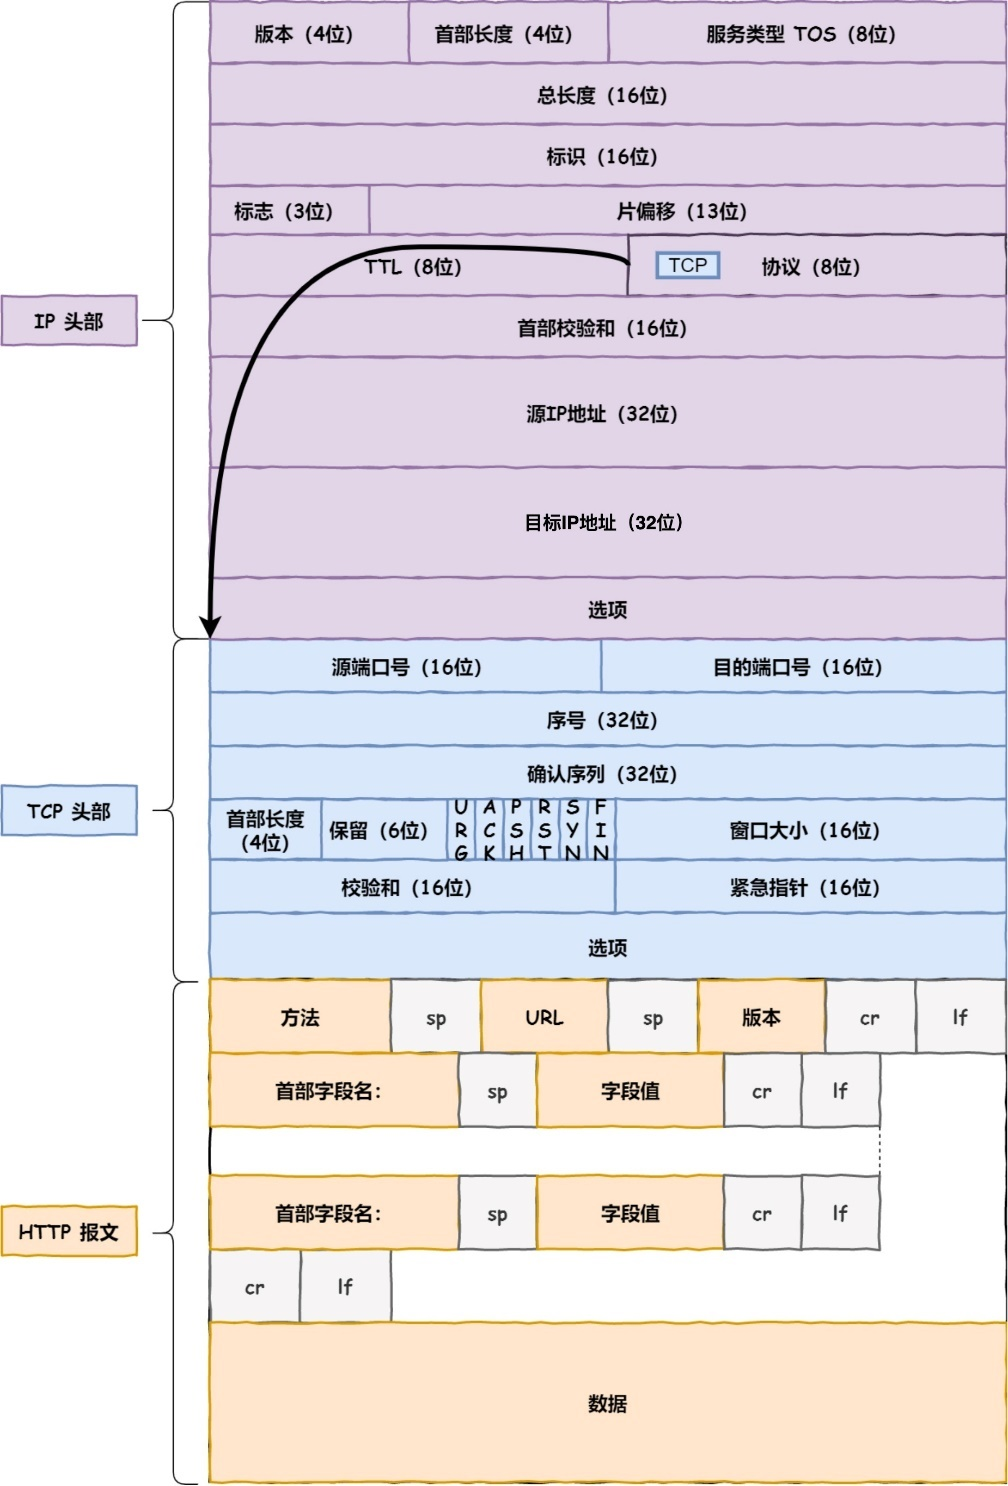 版本（4位） 首部长度（4位） 服务类型 TOS（8位）
总长度（16位）
标识（16位）
标志（3位） 片偏移（13位）
TTL（8位） TCP 协议（8位）
IP 头部
首部校验和（16位）
源IP地址（32位）
目标IP地址（32位）
选项
源端口号（16位） 目的端口号（16位）
序号（32位）
确认序列（32位）
TCP 头部
首部长度
（4位）
保留（6位） URG ACK PSH RST SYN FIN 窗口大小（16位）
校验和（16位） 紧急指针（16位）
选项
方法 sp URL sp 版本 cr lf
首部字段名： sp 字段值 cr lf
首部字段名： sp 字段值 cr lf
HTTP 报文
cr lf
数据